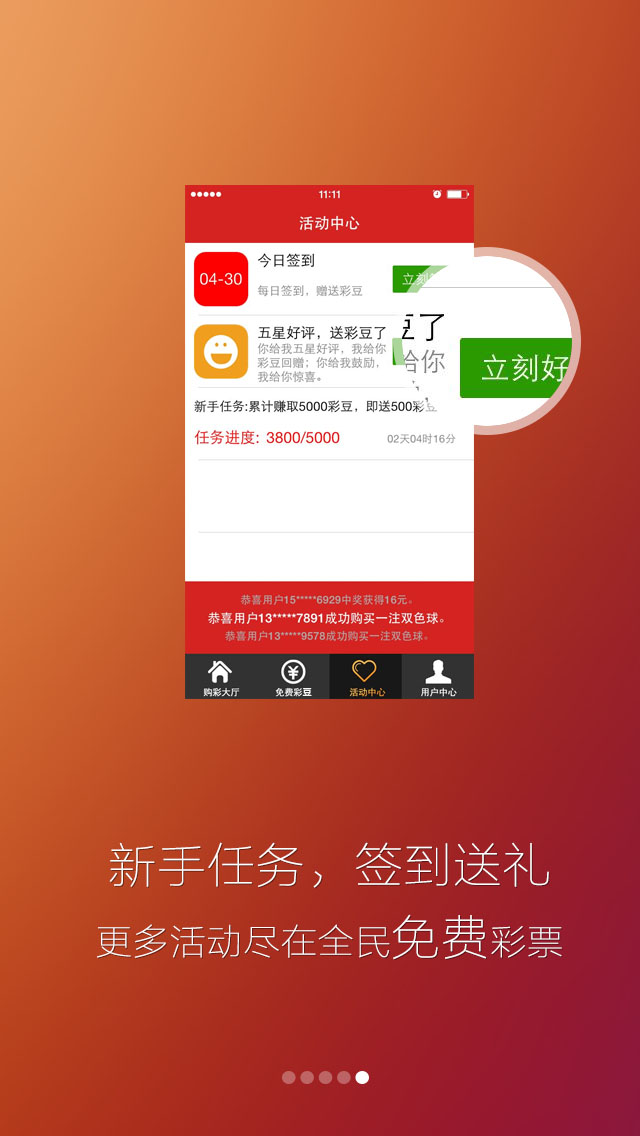 11:11
活动中心
04-30
今日签到
每日签到，赠送彩豆
立刻
五星好评，送彩豆了
你给我五星好评，我给你
彩豆回赠；你给我鼓励，
我给你惊喜。
豆了
给你
立刻好
新手任务:累计赚取5000彩豆，即送500彩豆
任务进度: 3800/5000
02天04时16分
恭喜用户15*****6929中奖获得16元。
恭喜用户13*****7891成功购买一注双色球。
恭喜用户13*****9578成功购买一注双色球。
购彩大厅
免费彩豆
活动中心
用户中心
新手任务，签到送礼
更多活动尽在全民免费彩票